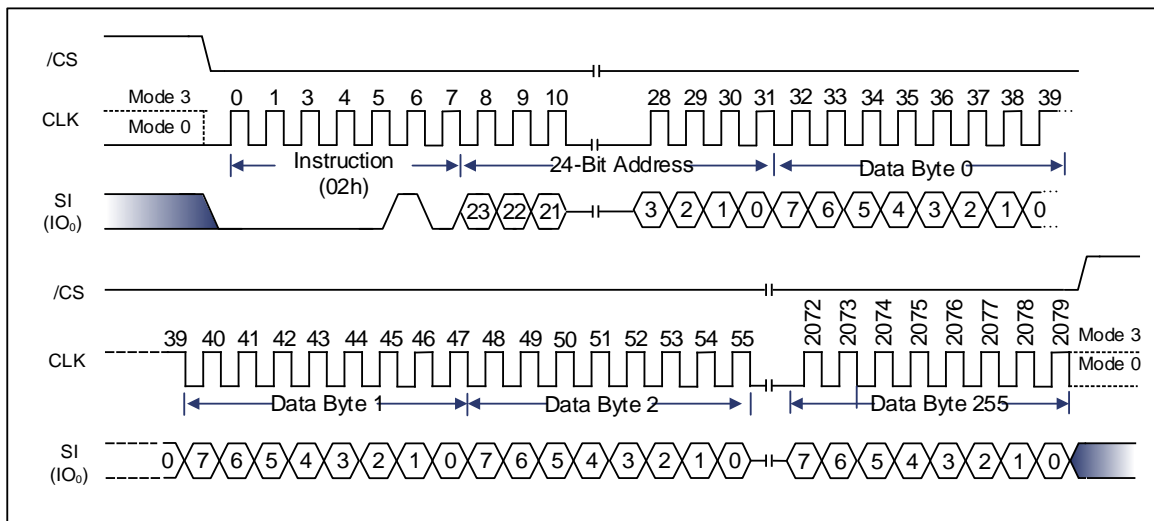 /CS
Mode 3
0 1 3 4 5 6 7 8 9 10 28 29 30 31 32 33 34 35 36 37 38 39
CLK
Mode 0
Instruction
(02h)
24-Bit Address
Data Byte 0
SI
(IO₀)
23 22 21 3 2 1 0 7 6 5 4 3 2 1 0
/CS
39 40 41 42 43 44 45 46 47 48 49 50 51 52 53 54 55 2072 2073 2074 2075 2076 2077 2078 2079
Mode 3
CLK
Mode 0
Data Byte 1
Data Byte 2
Data Byte 255
SI
(IO₀)
0 7 6 5 4 3 2 1 0 7 6 5 4 3 2 1 0 7 6 5 4 3 2 1 0